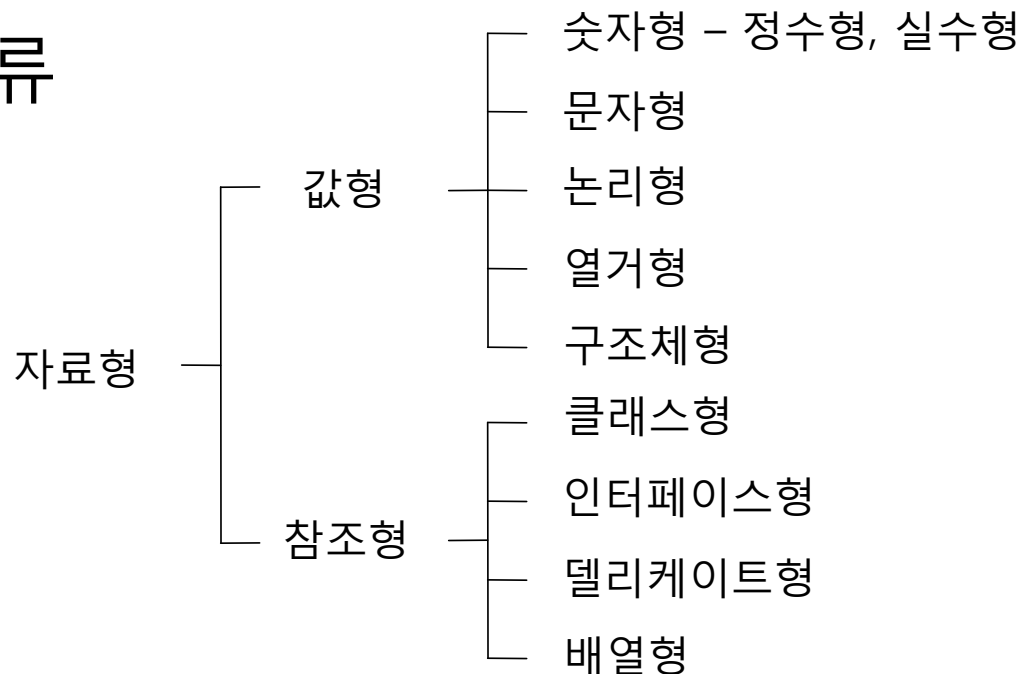 류
숫자형 – 정수형, 실수형
문자형
값형
논리형
열거형
구조체형
자료형
클래스형
인터페이스형
참조형
델리케이트형
배열형